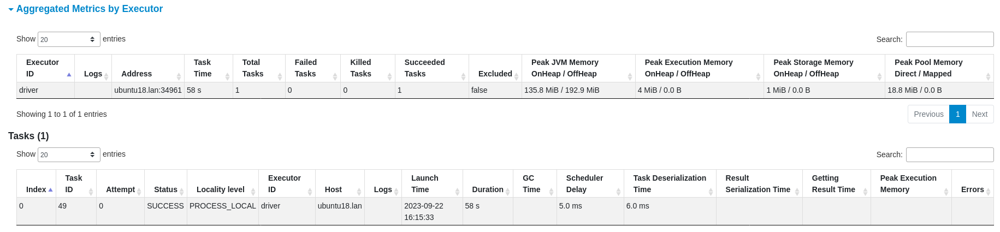 Aggregated Metrics by Executor
Show 20 entries Search:
Executor Task Total Failed Killed Succeeded Peak JVM Memory Peak Execution Memory Peak Storage Memory Peak Pool Memory
ID Logs Address Time Tasks Tasks Tasks Tasks Excluded OnHeap / OffHeap OnHeap / OffHeap OnHeap / OffHeap Direct / Mapped
driver ubuntu18.lan:34961 58 s 1 0 0 1 false 135.8 MiB / 192.9 MiB 4 MiB / 0.0 B 1 MiB / 0.0 B 18.8 MiB / 0.0 B
Showing 1 to 1 of 1 entries Previous 1 Next
Tasks (1)
Show 20 entries Search:
Task Executor Launch GC Scheduler Task Deserialization Result Getting Peak Execution
Index ID Attempt Status Locality level ID Host Logs Time Duration Time Delay Time Serialization Time Result Time Memory Errors
0 49 0 SUCCESS PROCESS_LOCAL driver ubuntu18.lan 2023-09-22 58 s 5.0 ms 6.0 ms
16:15:33